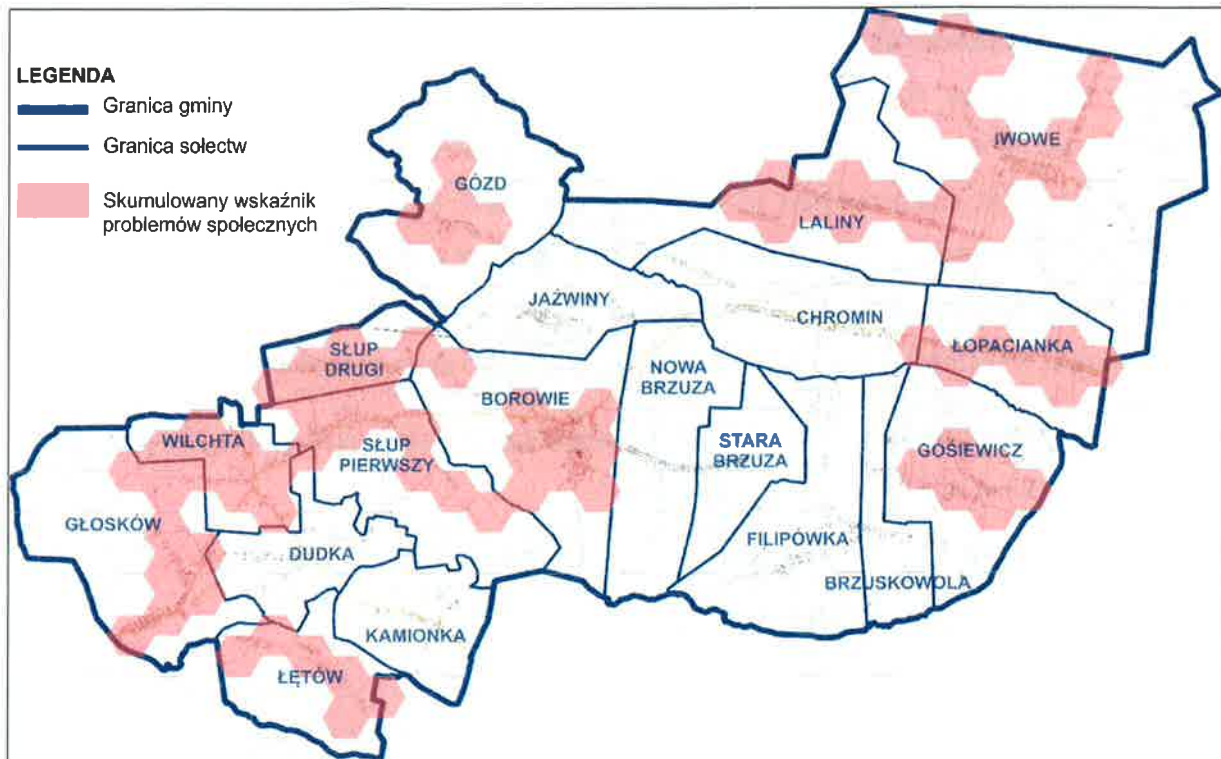 LEGENDA
Granica gminy
Granica sołectw
Skumulowany wskaźnik
problemów społecznych
IWOWE
GÓZD
LALINY
JAŹWINY
CHROMIN
SŁUP
DRUGI
ŁOPACIANKA
NOWA
BRZUZA
BOROWIE
WILCHTA
SŁUP
PIERWSZY
STARA
BRZUZA
GOŚIEWICZ
GŁOSKÓW
DUDKA
FILIPÓWKA
BRZUSKOWOLA
KAMIONKA
ŁĘTÓW